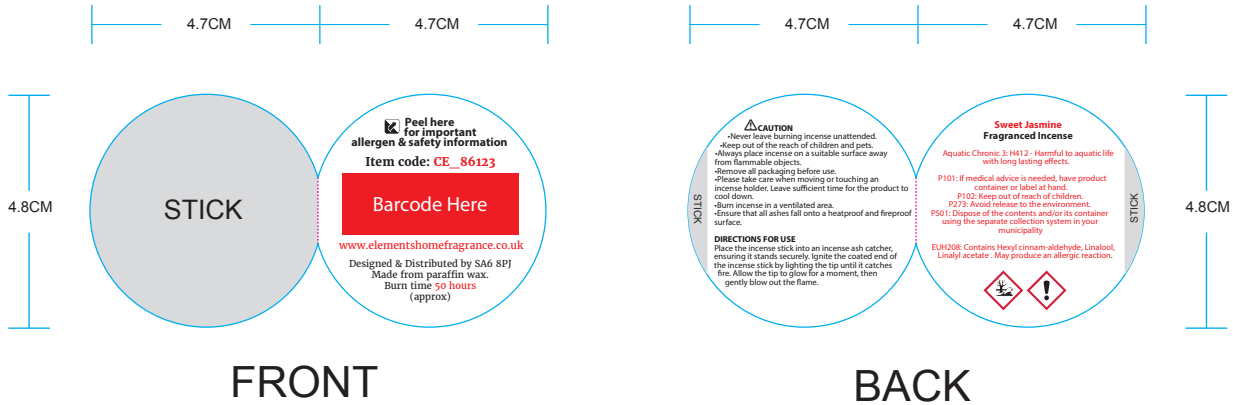 4.7CM
4.7CM
4.7CM
4.7CM
4.8CM
STICK
Peel here
for important
allergen & safety information
Item code: CE_86123
Barcode Here
www.elementshomefragrance.co.uk
Designed & Distributed by SA6 8PJ
Made from paraffin wax.
Burn time 50 hours
(approx)
FRONT
STICK
CAUTION
•Never leave burning incense unattended.
•Keep out of the reach of children and pets.
•Always place incense on a suitable surface away
from flammable objects.
•Remove all packaging before use.
•Please take care when moving or touching an
incense holder. Leave sufficient time for the product to
cool down.
•Burn incense in a ventilated area.
•Ensure that all ashes fall onto a heatproof and fireproof
surface.
DIRECTIONS FOR USE
Place the incense stick into an incense ash catcher,
ensuring it stands securely. Ignite the coated end of
the incense stick by lighting the tip until it catches
fire. Allow the tip to glow for a moment, then
gently blow out the flame.
Sweet Jasmine
Fragranced Incense
Aquatic Chronic 3: H412 - Harmful to aquatic life
with long lasting effects.
P101: If medical advice is needed, have product
container or label at hand.
P102: Keep out of reach of children.
P273: Avoid release to the environment.
P501: Dispose of the contents and/or its container
using the separate collection system in your
municipality
EUH208: Contains Hexyl cinnam-aldehyde, Linalool,
Linalyl acetate . May produce an allergic reaction.
STICK
4.8CM
BACK